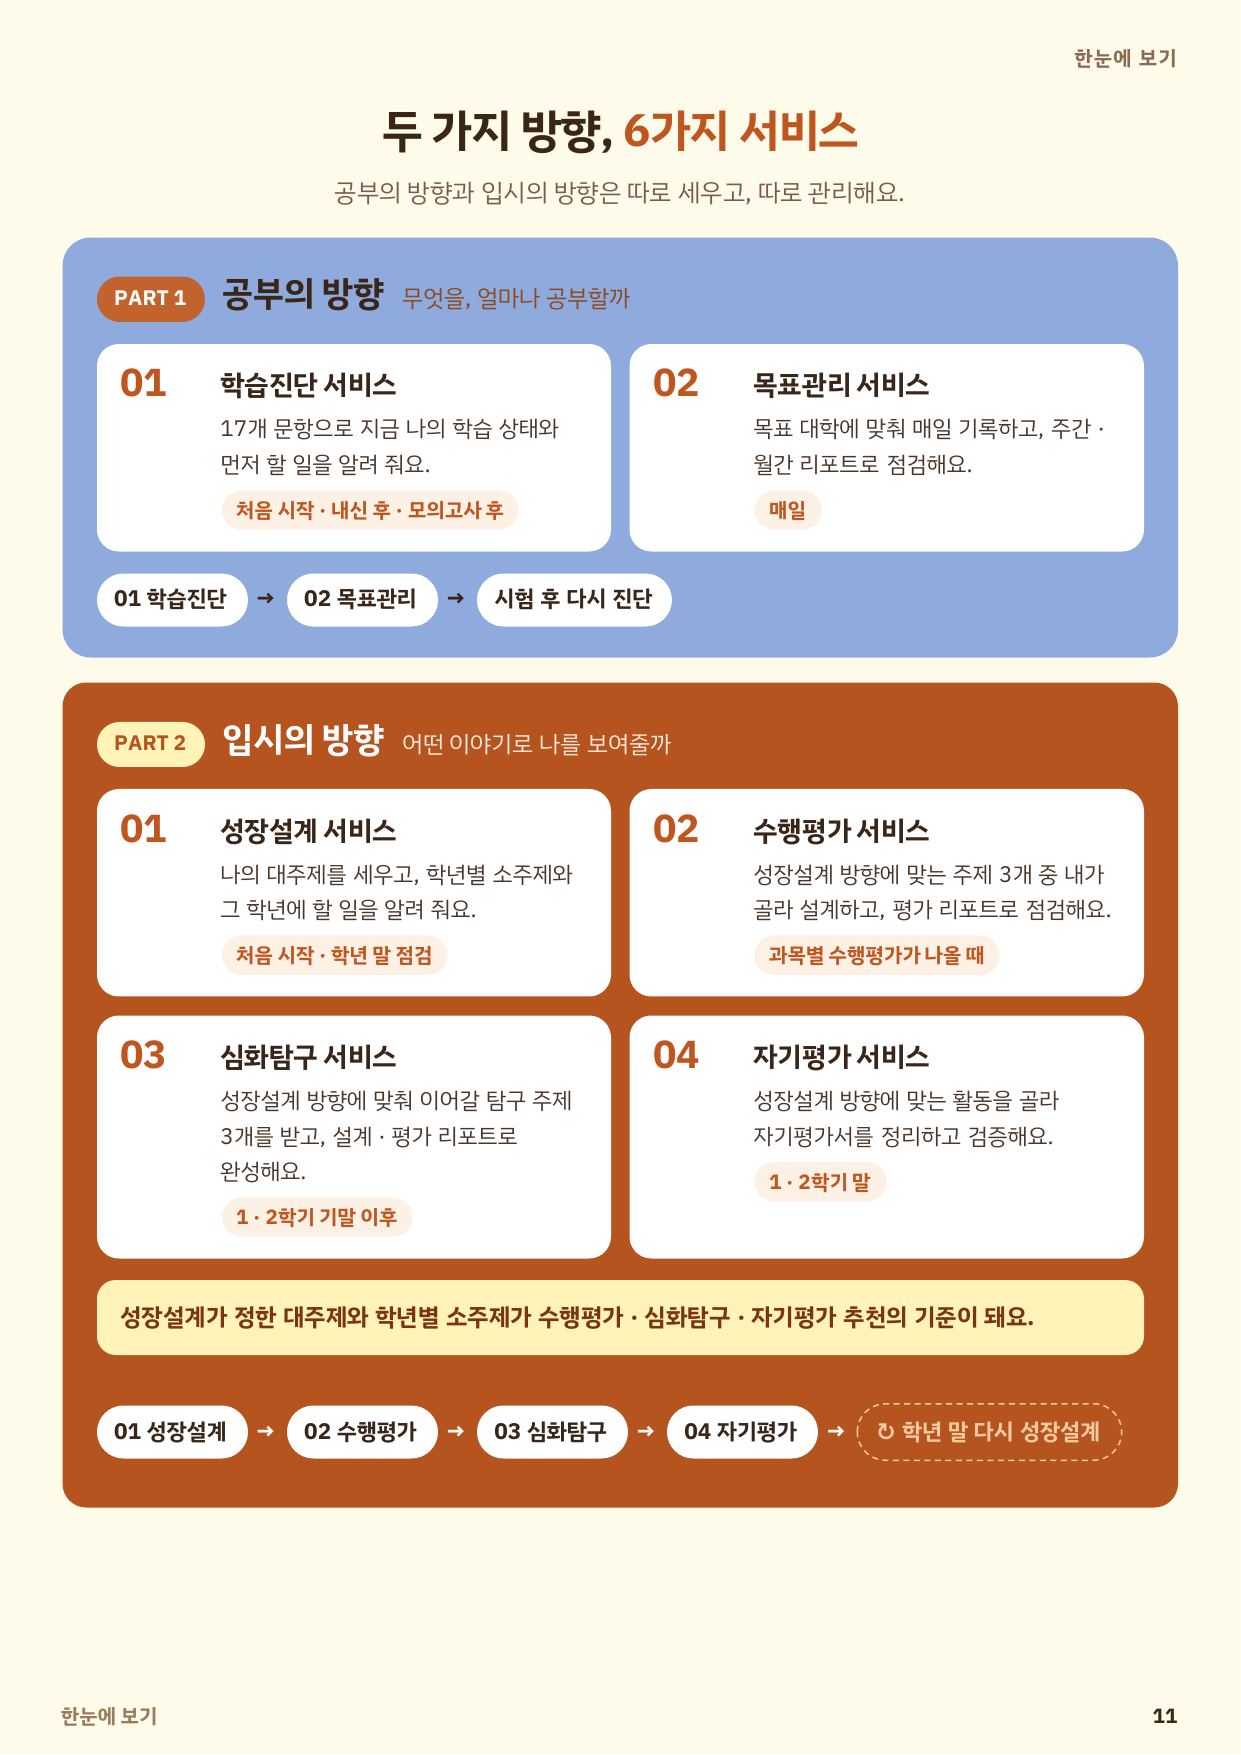 한눈에 보기
두 가지 방향, 6가지 서비스
공부의 방향과 입시의 방향은 따로 세우고, 따로 관리해요.
PART 1 공부의 방향 무엇을, 얼마나 공부할까
01 학습진단 서비스
17개 문항으로 지금 나의 학습 상태와
먼저 할 일을 알려 줘요.
처음 시작 · 내신 후 · 모의고사 후
02 목표관리 서비스
목표 대학에 맞춰 매일 기록하고, 주간 ·
월간 리포트로 점검해요.
매일
01 학습진단 → 02 목표관리 → 시험 후 다시 진단
PART 2 입시의 방향 어떤 이야기로 나를 보여줄까
01 성장설계 서비스
나의 대주제를 세우고, 학년별 소주제와
그 학년에 할 일을 알려 줘요.
처음 시작 · 학년 말 점검
02 수행평가 서비스
성장설계 방향에 맞는 주제 3개 중 내가
골라 설계하고, 평가 리포트로 점검해요.
과목별 수행평가가 나올 때
03 심화탐구 서비스
성장설계 방향에 맞춰 이어갈 탐구 주제
3개를 받고, 설계 · 평가 리포트로
완성해요.
1 · 2학기 기말 이후
04 자기평가 서비스
성장설계 방향에 맞는 활동을 골라
자기평가서를 정리하고 검증해요.
1 · 2학기 말
성장설계가 정한 대주제와 학년별 소주제가 수행평가 · 심화탐구 · 자기평가 추천의 기준이 돼요.
01 성장설계 → 02 수행평가 → 03 심화탐구 → 04 자기평가 → ↻ 학년 말 다시 성장설계
한눈에 보기 11